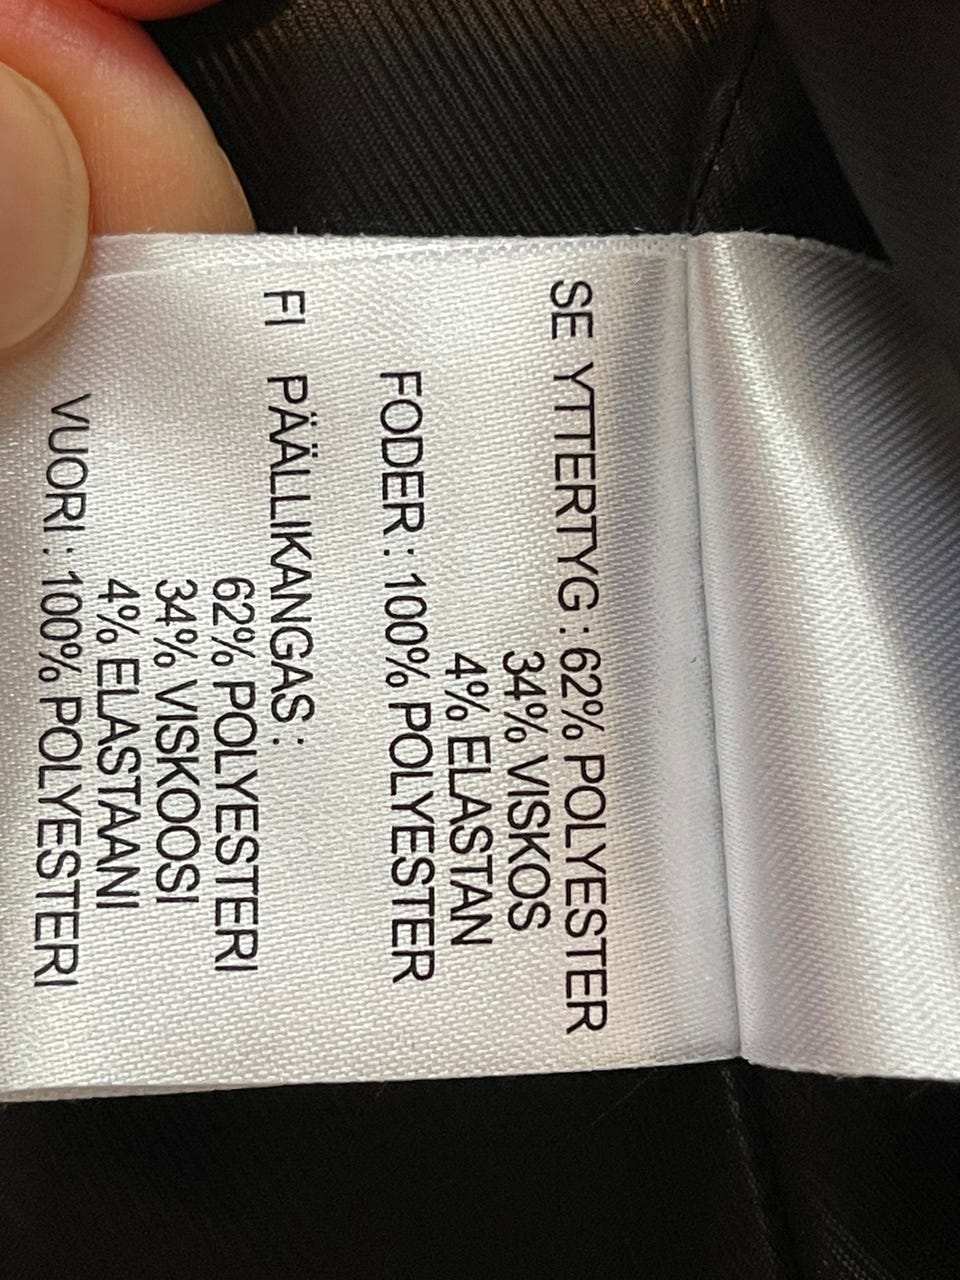 SE YTTERTYG : 62% POLYESTER
34% VISKOS
4% ELASTAN
FODER : 100% POLYESTER
FI PÄÄLLIKANGAS :
62% POLYESTERI
34% VISKOOSI
4% ELASTAANI
VUORI : 100% POLYESTERI